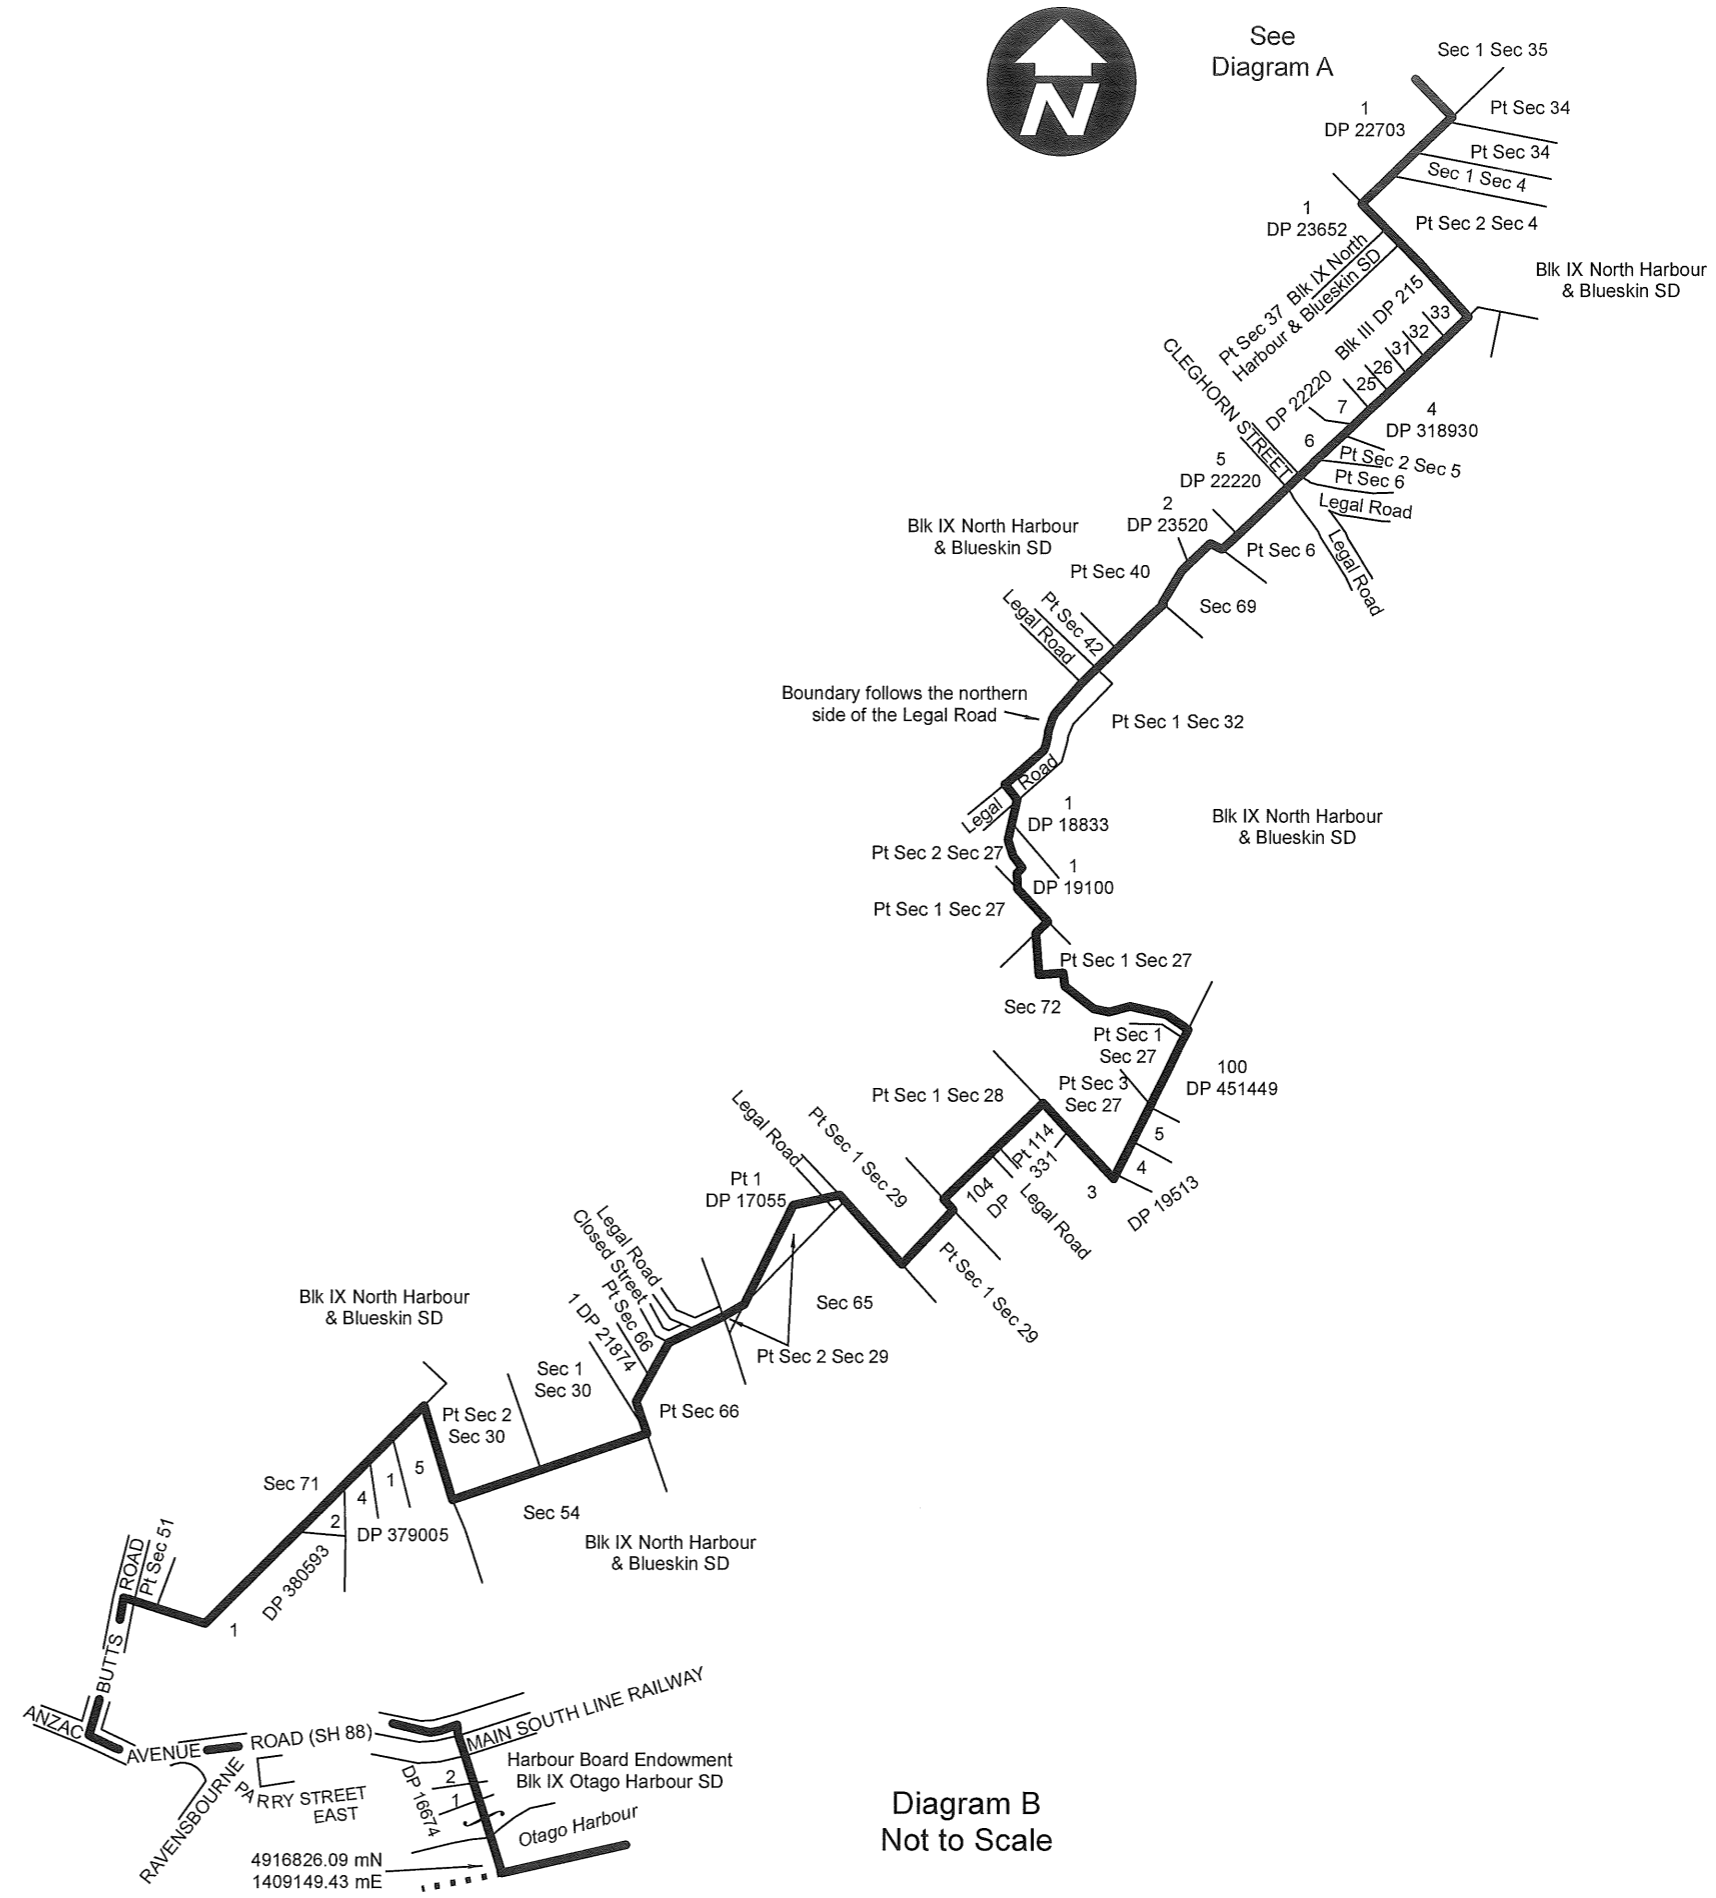 N
See
Diagram A
Sec 1 Sec 35
Pt Sec 34
1
DP 22703
Pt Sec 34
Sec 1 Sec 4
1
DP 23652
Pt Sec 2 Sec 4
Blk IX North Harbour
& Blueskin SD
Pt Sec 37 Blk IX North
Harbour & Blueskin SD
Blk III DP 215
33
32
31
26
25
CLEGHORN STREET
DP 22220
7
6
4
DP 318930
Pt Sec 2 Sec 5
Pt Sec 6
Legal Road
Legal Road
5
DP 22220
2
DP 23520
Pt Sec 6
Blk IX North Harbour
& Blueskin SD
Pt Sec 40
Sec 69
Pt Sec 42
Legal Road
Boundary follows the northern
side of the Legal Road
Pt Sec 1 Sec 32
Legal Road
1
DP 18833
Blk IX North Harbour
& Blueskin SD
Pt Sec 2 Sec 27
1
DP 19100
Pt Sec 1 Sec 27
Pt Sec 1 Sec 27
Sec 72
Pt Sec 1
Sec 27
100
DP 451449
Pt Sec 1 Sec 28
Pt Sec 3
Sec 27
5
4
3
DP 19513
Pt 114
331
104
DP
Legal Road
Legal Road
Pt Sec 1 Sec 29
Pt Sec 1 Sec 29
Pt 1
DP 17055
Sec 65
Pt Sec 2 Sec 29
Legal Road
Closed Street
Pt Sec 66
1 DP 21874
Blk IX North Harbour
& Blueskin SD
Sec 1
Sec 30
Pt Sec 66
Pt Sec 2
Sec 30
Sec 71
5
1
4
2
DP 379005
Sec 54
Blk IX North Harbour
& Blueskin SD
DP 380593
1
Pt Sec 51
BUTTS ROAD
ANZAC AVENUE
RAVENSBOURNE ROAD (SH 88)
MAIN SOUTH LINE RAILWAY
PARRY STREET
EAST
Harbour Board Endowment
Blk IX Otago Harbour SD
2
1
DP 16674
Otago Harbour
4916826.09 mN
1409149.43 mE
Diagram B
Not to Scale